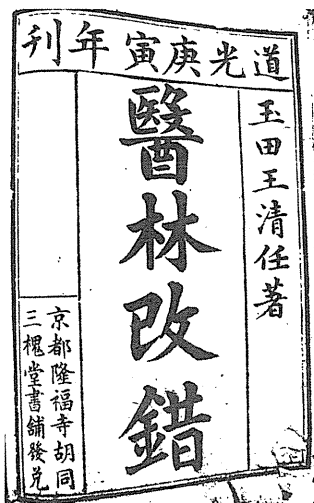 道光庚寅年刊
玉田王清任著
醫林改錯
京都隆福寺胡同
三槐堂書舖發兌